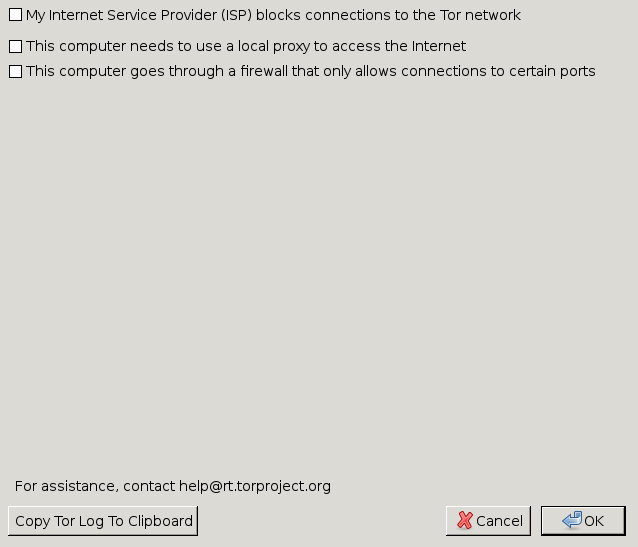 My Internet Service Provider (ISP) blocks connections to the Tor network
This computer needs to use a local proxy to access the Internet
This computer goes through a firewall that only allows connections to certain ports
For assistance, contact help@rt.torproject.org
Copy Tor Log To Clipboard
Cancel
OK